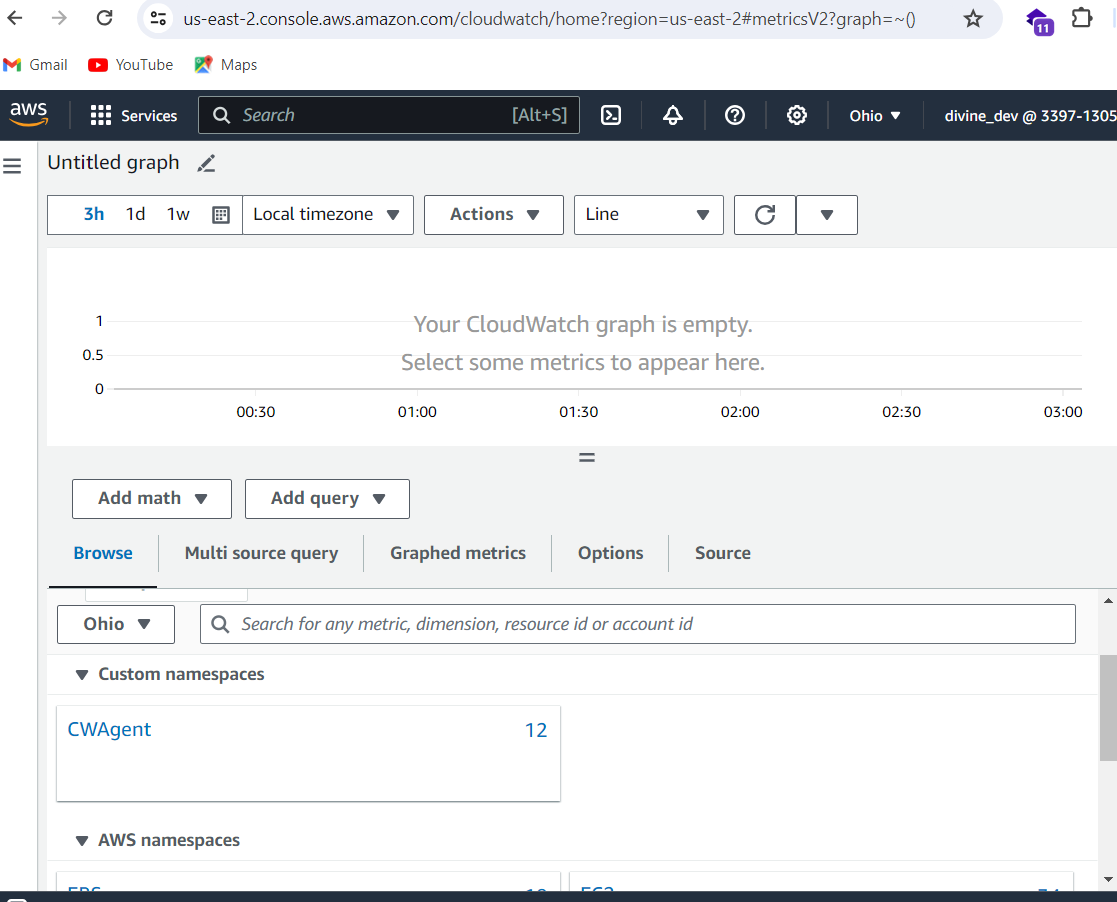 us-east-2.console.aws.amazon.com/cloudwatch/home?region=us-east-2#metricsV2?graph=~()
11
Gmail YouTube Maps
aws Services Search [Alt+S] Ohio divine_dev @ 3397-1305
Untitled graph
3h 1d 1w Local timezone Actions Line
Your CloudWatch graph is empty.
Select some metrics to appear here.
1
0.5
0
00:30 01:00 01:30 02:00 02:30 03:00
Add math Add query
Browse Multi source query Graphed metrics Options Source
Ohio Search for any metric, dimension, resource id or account id
Custom namespaces
CWAgent 12
AWS namespaces